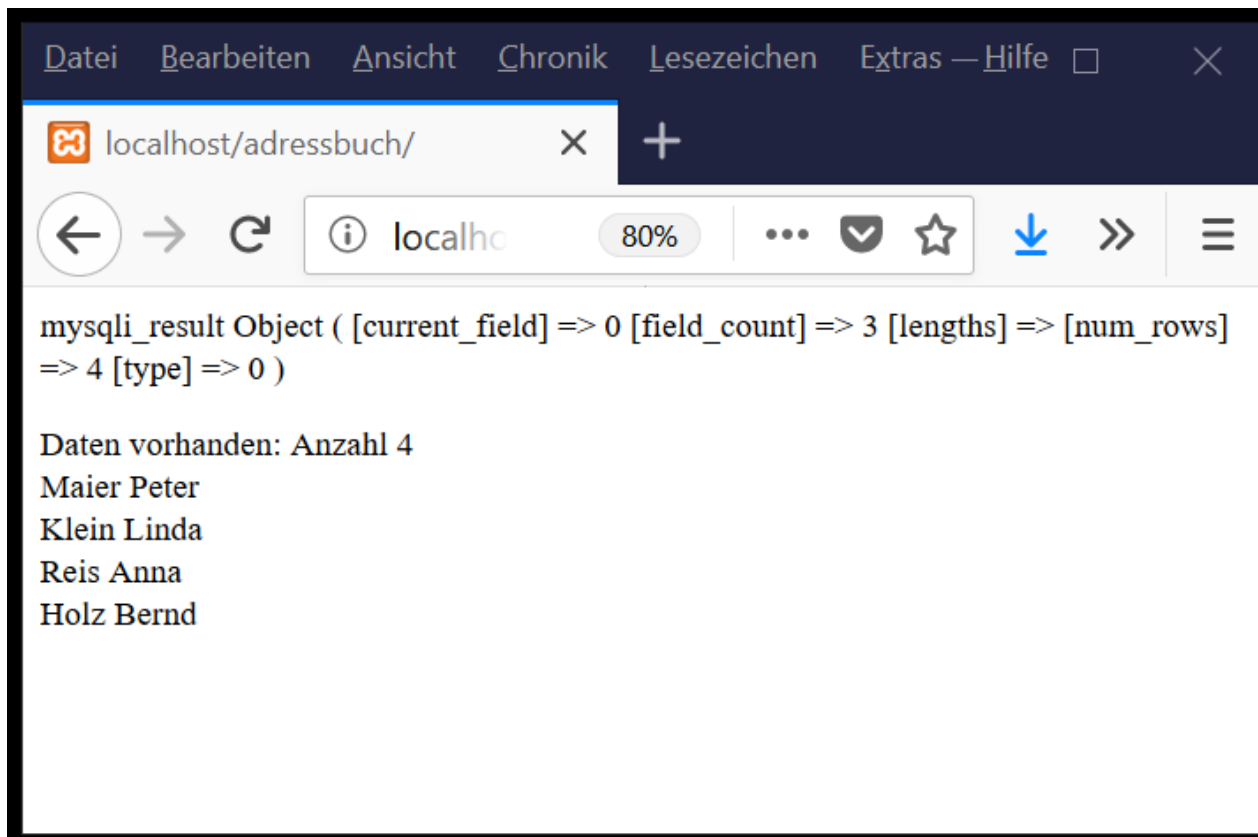 Datei Bearbeiten Ansicht Chronik Lesezeichen Extras Hilfe
localhost/adressbuch/
localho 80%
mysqli_result Object ( [current_field] => 0 [field_count] => 3 [lengths] => [num_rows]
=> 4 [type] => 0 )
Daten vorhanden: Anzahl 4
Maier Peter
Klein Linda
Reis Anna
Holz Bernd